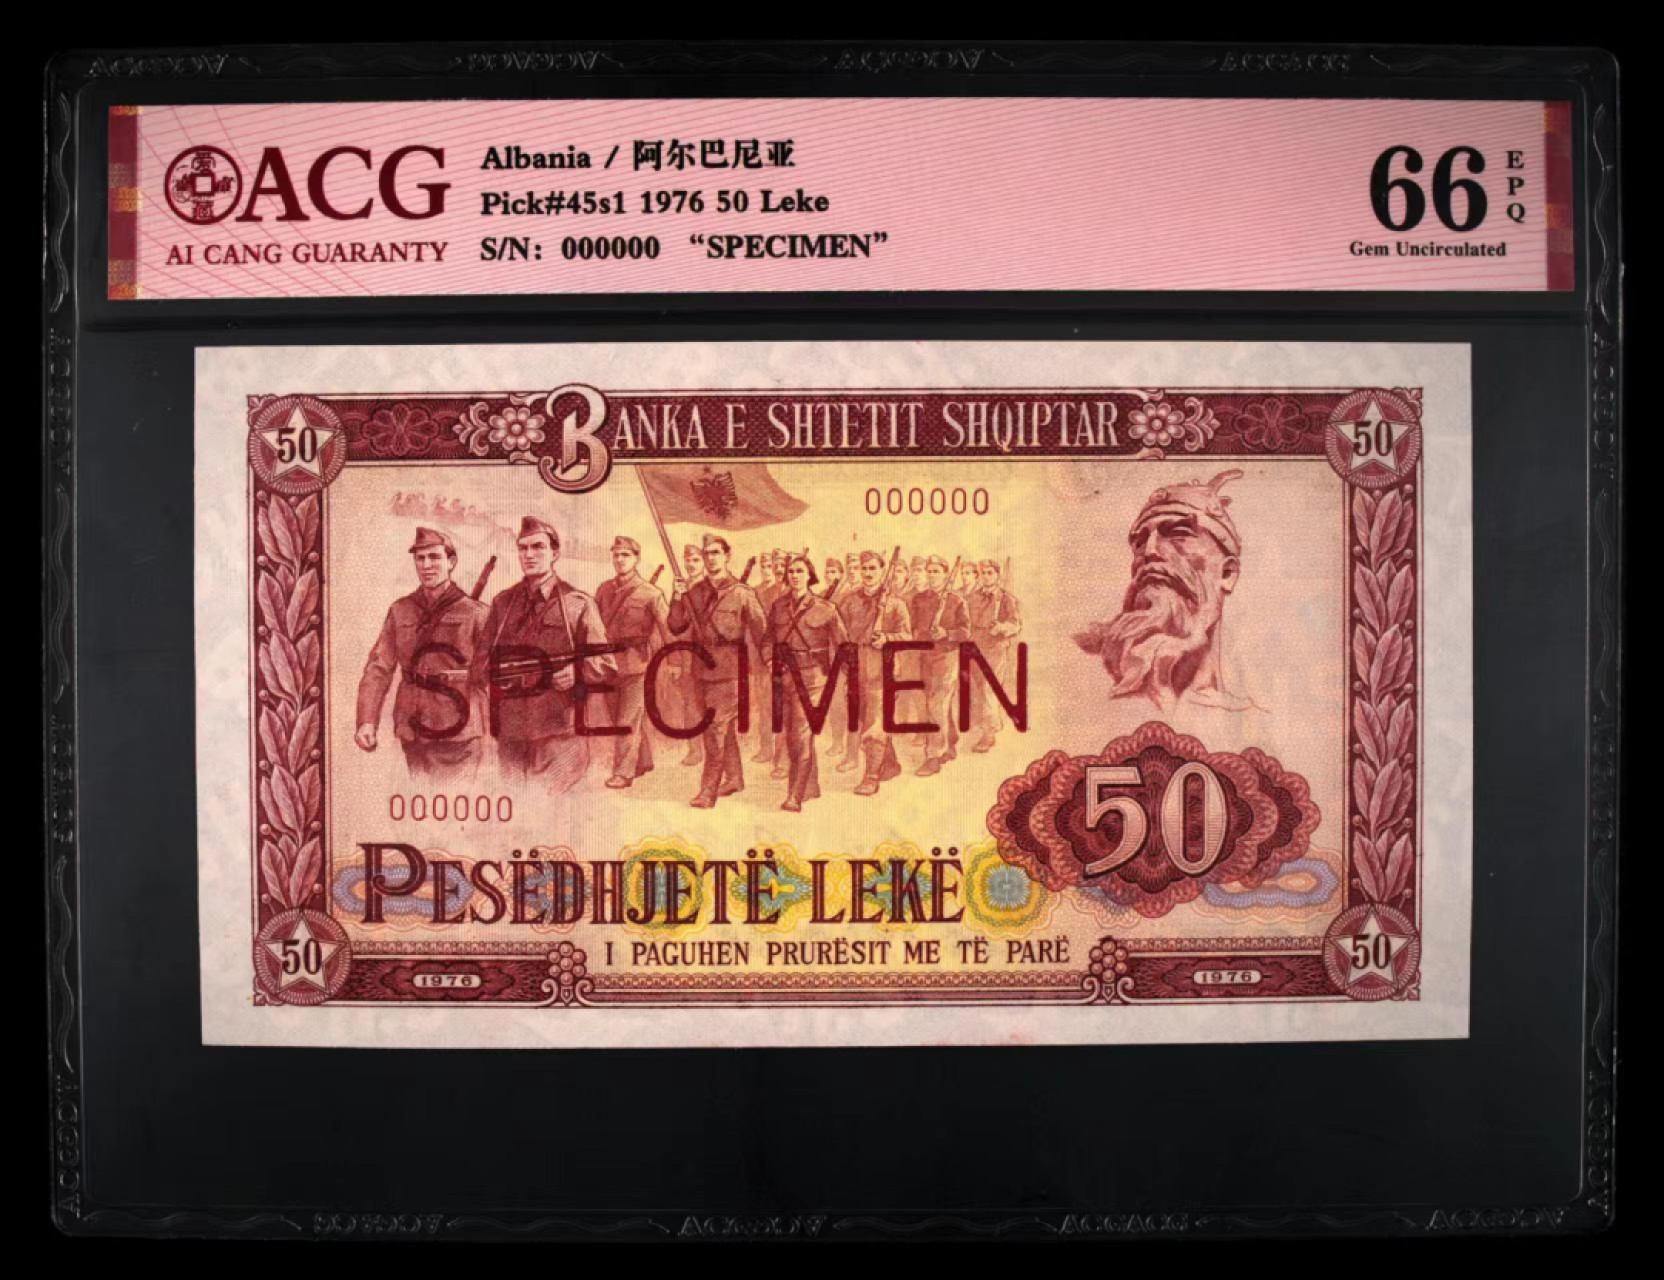 ACG
AI CANG GUARANTY
Albania / 阿尔巴尼亚
Pick#45s1 1976 50 Leke
S/N: 000000 “SPECIMEN”
66 EPQ
Gem Uncirculated
50
BANKA E SHTETIT SHQIPTAR
50
000000
SPECIMEN
000000
50
PESËDHJETË LEKË
I PAGUHEN PRURËSIT ME TË PARË
50
1976
1976
50